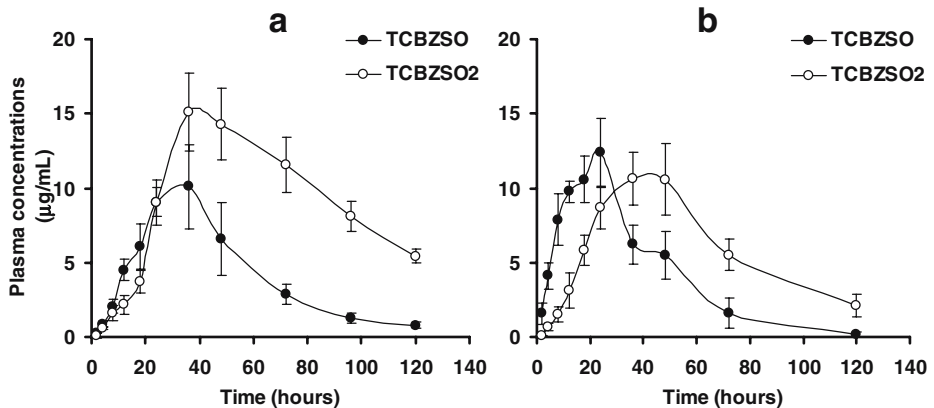 a
TCBZSO
TCBZSO2
Plasma concentrations
(µg/mL)
20
15
10
5
0
0 20 40 60 80 100 120 140
Time (hours)
b
TCBZSO
TCBZSO2
20
15
10
5
0
0 20 40 60 80 100 120 140
Time (hours)